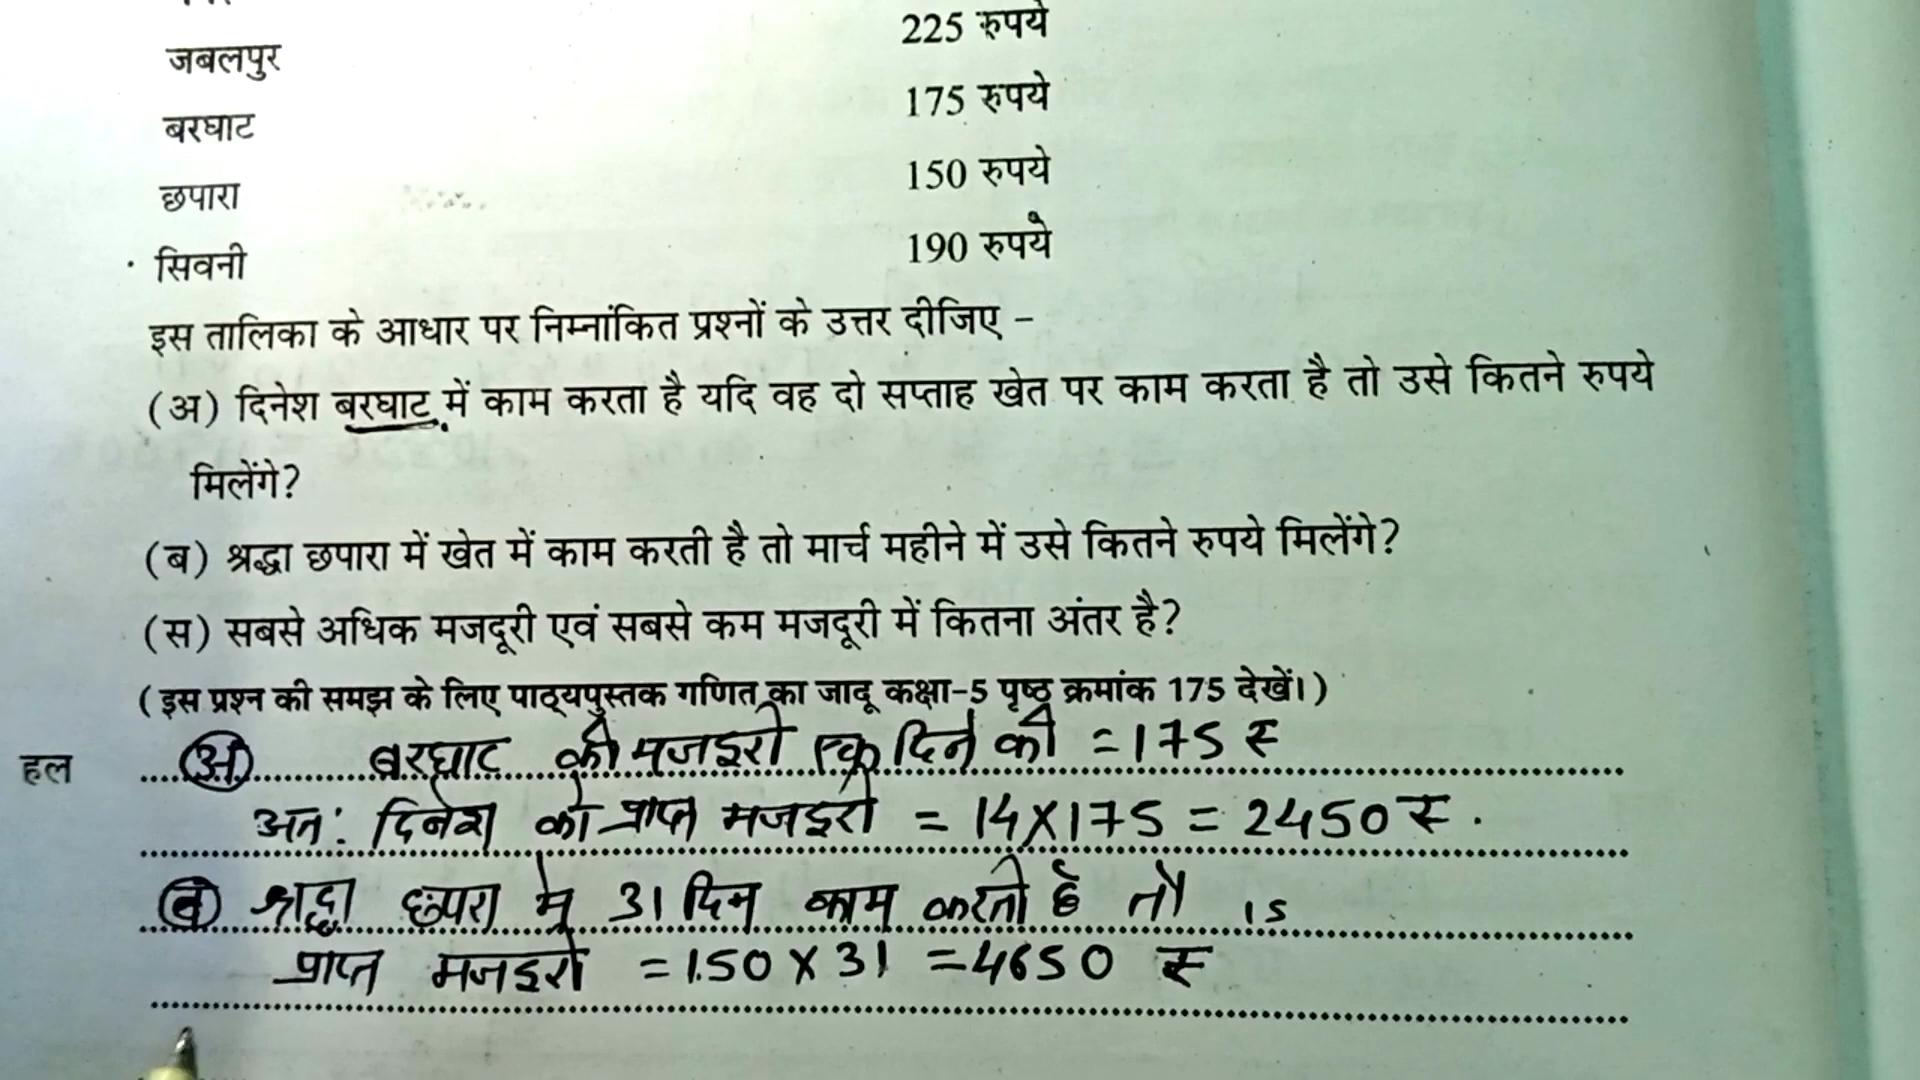 225 रुपये
जबलपुर
175 रुपये
बरघाट
150 रुपये
छपारा
190 रुपये
सिवनी
इस तालिका के आधार पर निम्नांकित प्रश्नों के उत्तर दीजिए –
(अ) दिनेश बरघाट में काम करता है यदि वह दो सप्ताह खेत पर काम करता है तो उसे कितने रुपये
मिलेंगे?
(ब) श्रद्धा छपारा में खेत में काम करती है तो मार्च महीने में उसे कितने रुपये मिलेंगे?
(स) सबसे अधिक मजदूरी एवं सबसे कम मजदूरी में कितना अंतर है?
(इस प्रश्न की समझ के लिए पाठ्यपुस्तक गणित का जादू कक्षा-5 पृष्ठ क्रमांक 175 देखें।)
हल (अ) बरघाट की मजदूरी एक दिन की = 175 रु
अतः दिनेश को प्राप्त मजदूरी = 14 X 175 = 2450 रु.
(ब) श्रद्धा छपारा में 31 दिन काम करती है तो 15
प्राप्त मजदूरी = 150 X 31 = 4650 रु